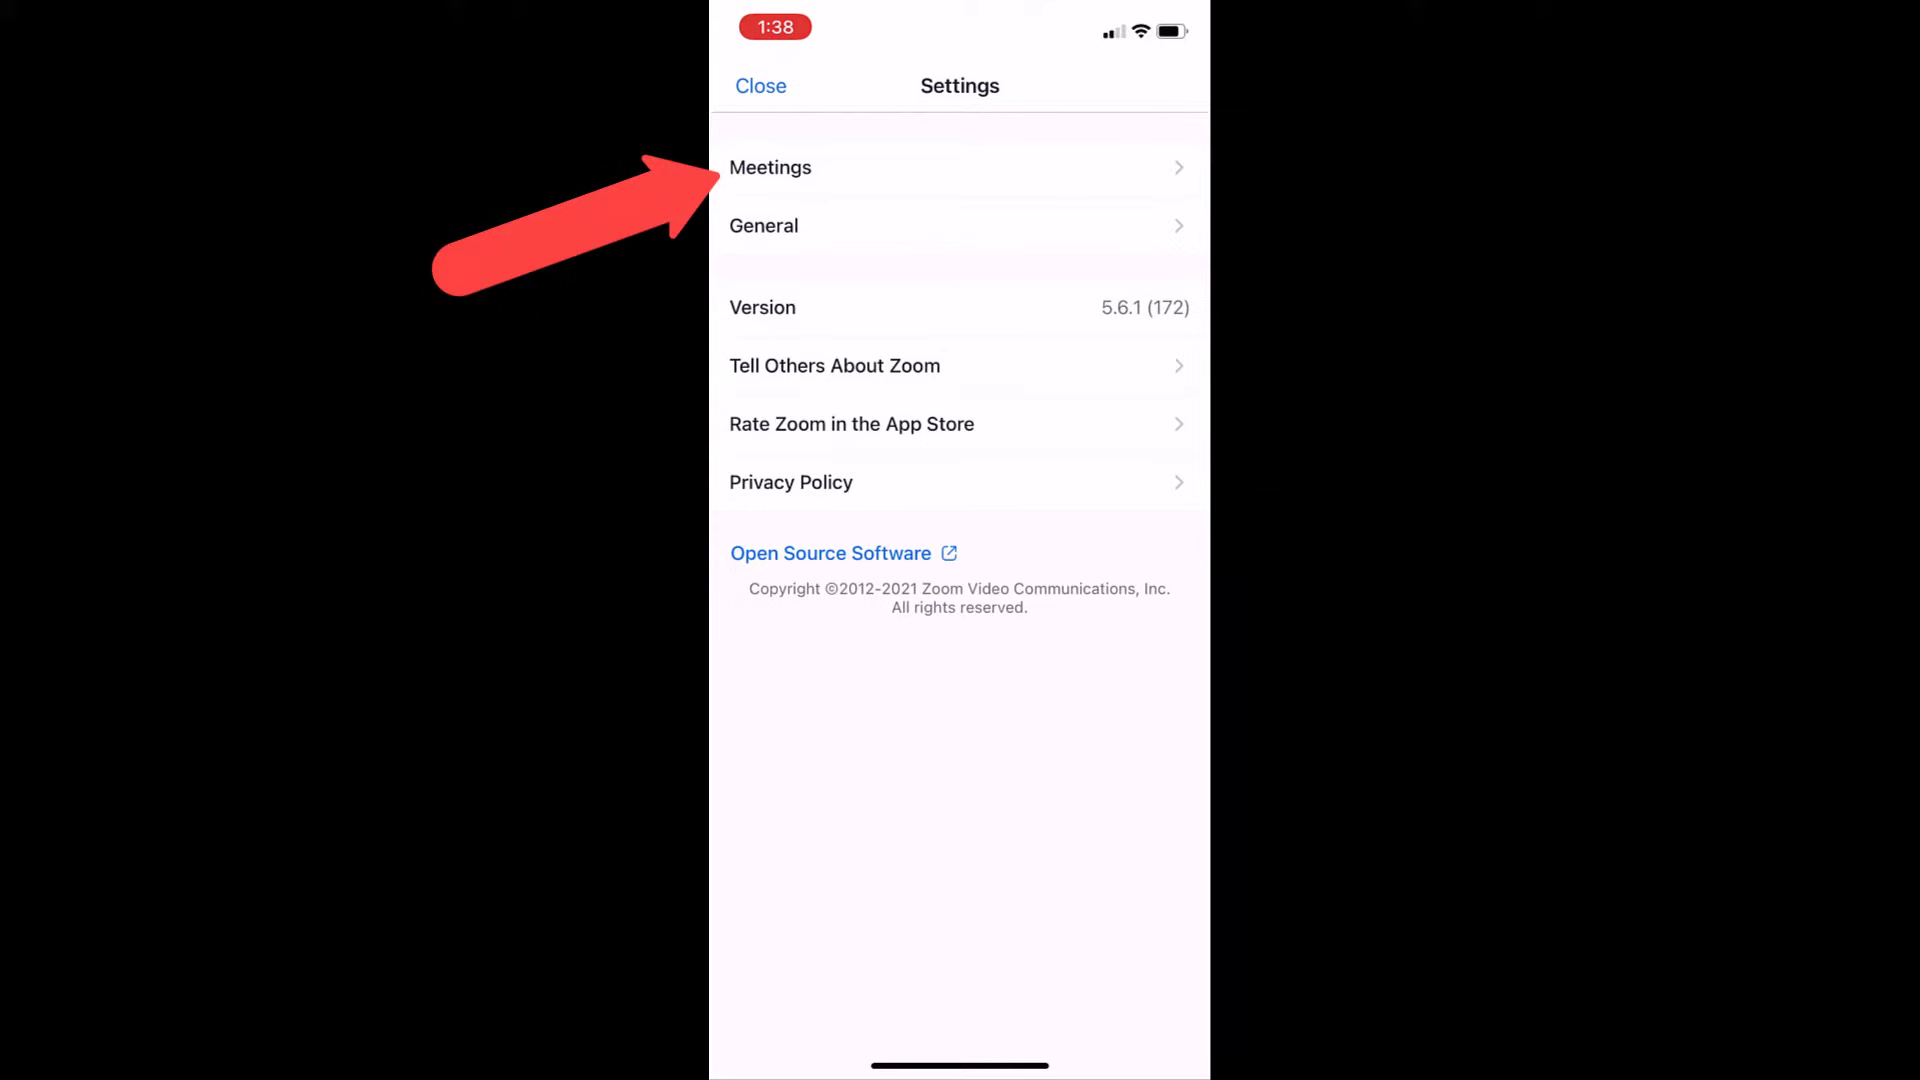 1:38
Close Settings
Meetings
General
Version 5.6.1 (172)
Tell Others About Zoom
Rate Zoom in the App Store
Privacy Policy
Open Source Software
Copyright ©2012-2021 Zoom Video Communications, Inc.
All rights reserved.